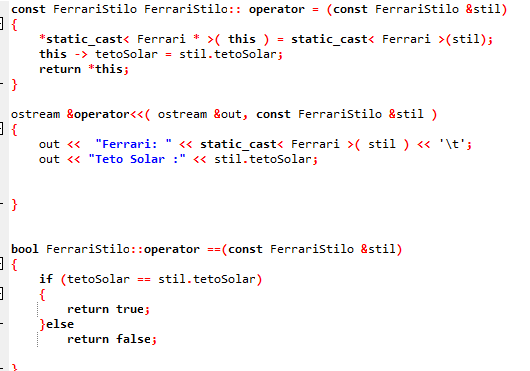 const FerrariStilo FerrariStilo:: operator = (const FerrariStilo &stil)
{
    *static_cast< Ferrari * >( this ) = static_cast< Ferrari >(stil);
    this -> tetoSolar = stil.tetoSolar;
    return *this;
}
ostream &operator<<( ostream &out, const FerrariStilo &stil )
{
    out <<  "Ferrari: " << static_cast< Ferrari >( stil ) << '\t';
    out << "Teto Solar :" << stil.tetoSolar;
}
bool FerrariStilo::operator ==(const FerrariStilo &stil)
{
    if (tetoSolar == stil.tetoSolar)
    {
        return true;
    }else
        return false;
}